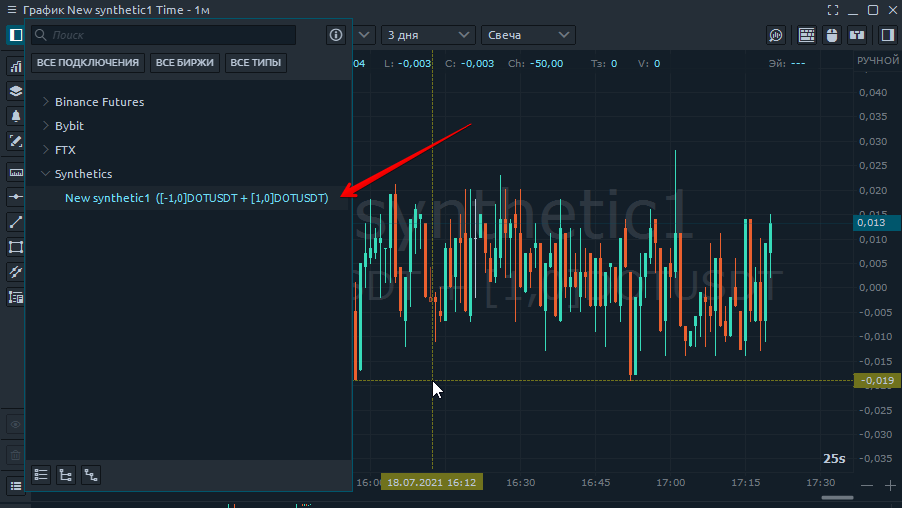 График New synthetic1 Time - 1м
Поиск
3 дня
Свеча
ВСЕ ПОДКЛЮЧЕНИЯ
ВСЕ БИРЖИ
ВСЕ ТИПЫ
04 L: -0,003 C: -0,003 Ch: -50,00 Тз: 0 V: 0 Эй: ---
РУЧНОЙ
Binance Futures
Bybit
FTX
Synthetics
New synthetic1 ([-1,0]DOTUSDT + [1,0]DOTUSDT)
synthetic1
[1,0]DOTUSDT
0,040
0,035
0,030
0,025
0,020
0,015
0,013
0,010
0,005
0,000
-0,005
-0,010
-0,015
-0,019
-0,025
-0,030
-0,035
25s
16:00 18.07.2021 16:12 16:30 16:45 17:00 17:15 17:30